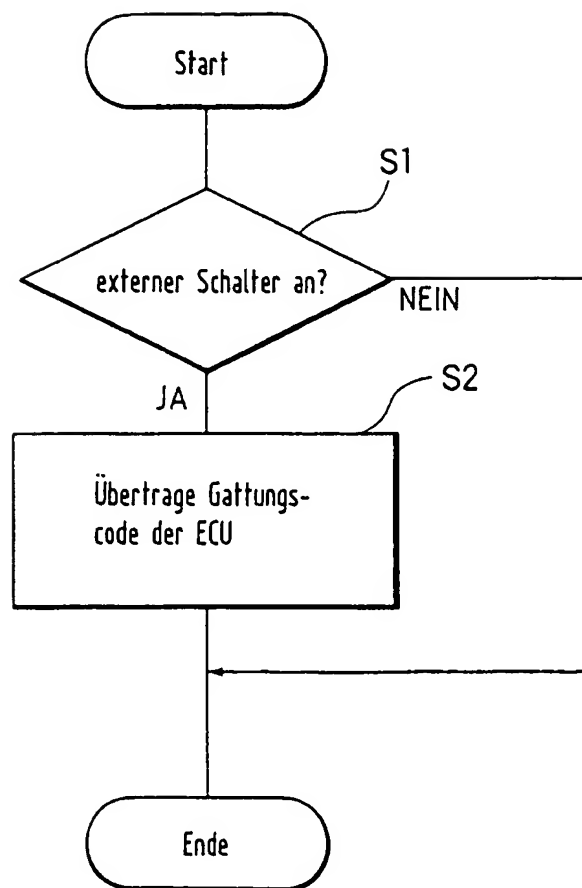 Start
S1
externer Schalter an?
NEIN
JA
S2
Übertrage Gattungs-
code der ECU
Ende